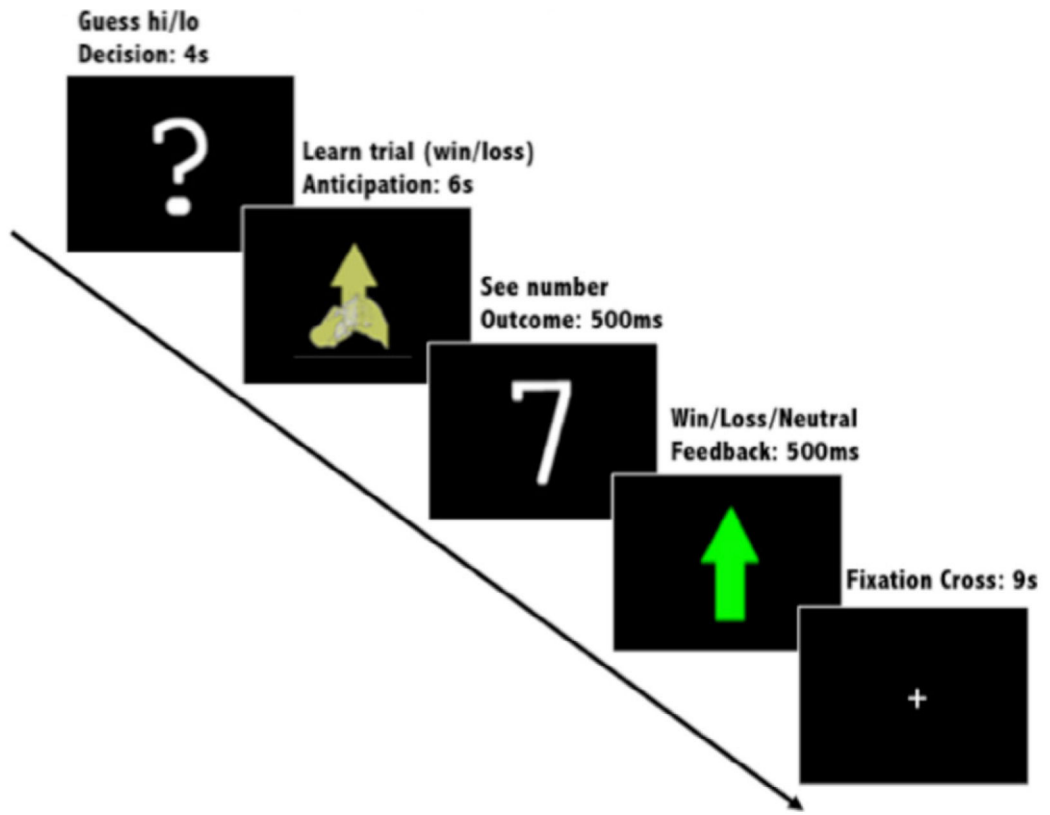 Guess hi/lo
Decision: 4s
?
Learn trial (win/loss)
Anticipation: 6s
See number
Outcome: 500ms
7
Win/Loss/Neutral
Feedback: 500ms
Fixation Cross: 9s
+